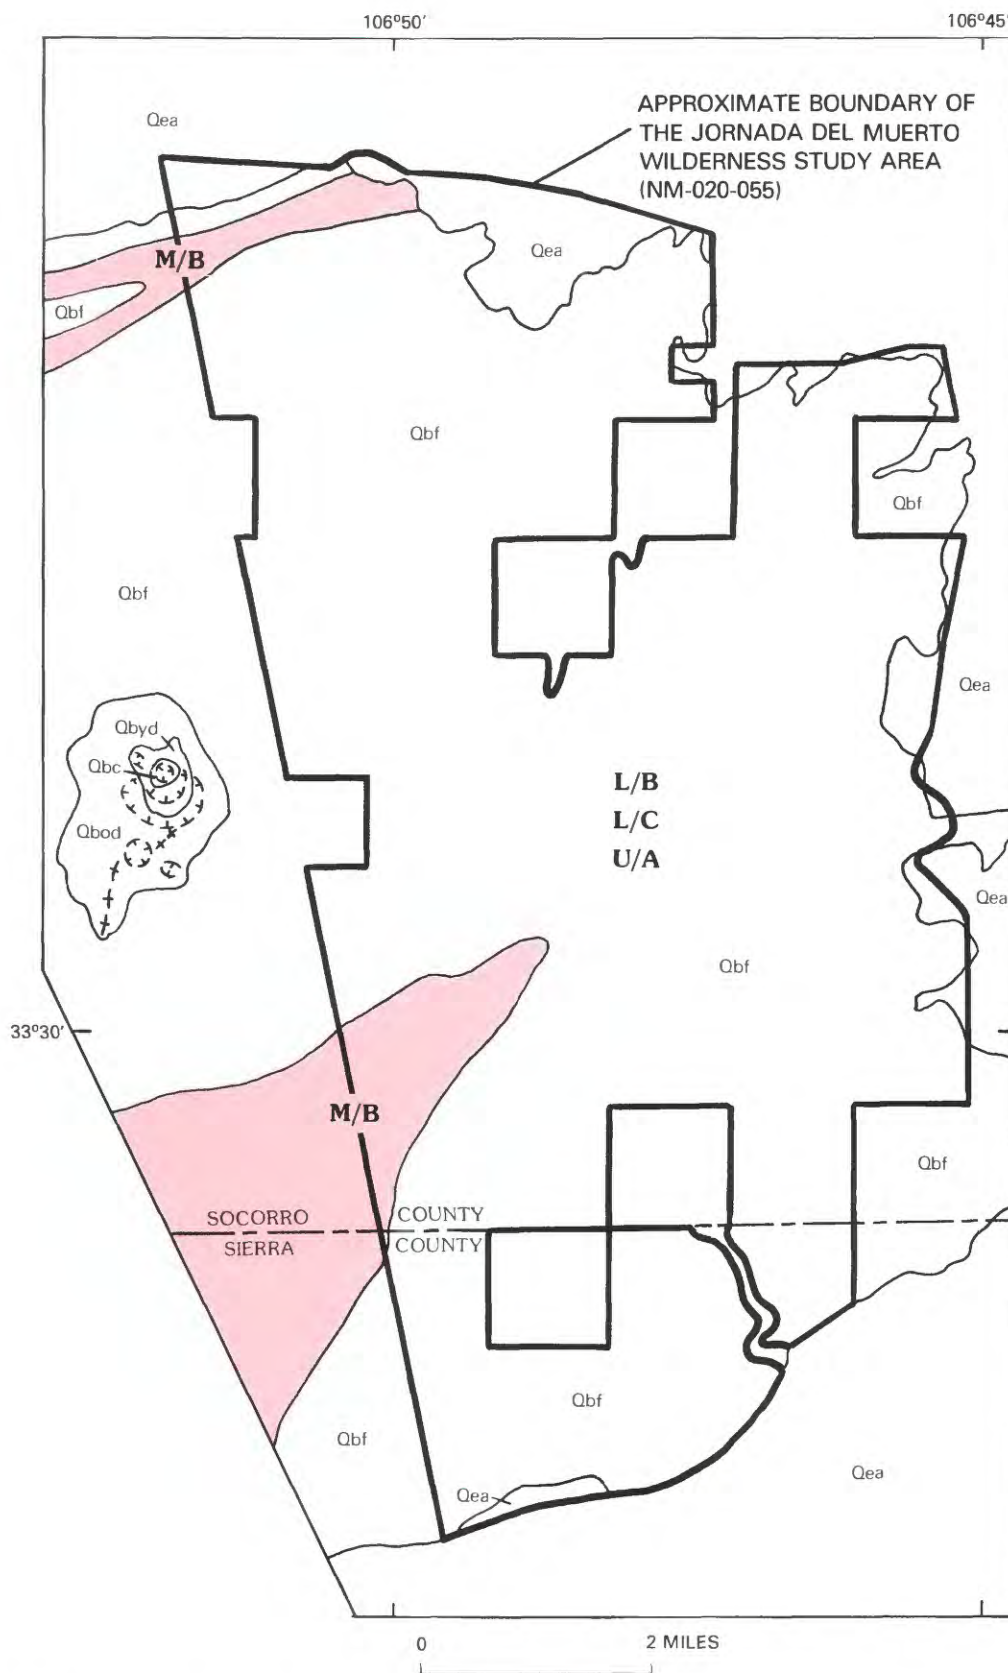 106°50'
106°45'
APPROXIMATE BOUNDARY OF
THE JORNADA DEL MUERTO
WILDERNESS STUDY AREA
(NM-020-055)
Qea
Qea
M/B
Qbf
Qbf
Qbf
Qbf
Qea
Qbyd
Qbc
Qbod
L/B
L/C
U/A
Qea
Qbf
33°30'
M/B
Qbf
SOCORRO COUNTY
SIERRA COUNTY
Qbf
Qbf
Qea
Qea
0 2 MILES